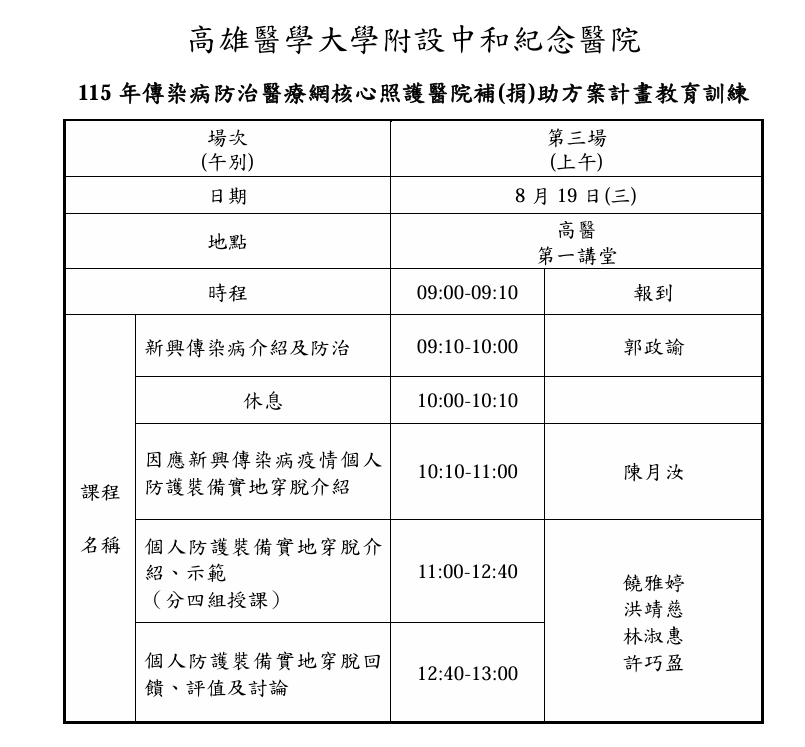 高雄醫學大學附設中和紀念醫院
115 年傳染病防治醫療網核心照護醫院補(捐)助方案計畫教育訓練
場次
(午別)
第三場
(上午)
日期
8 月 19 日(三)
地點
高醫
第一講堂
時程
09:00-09:10
報到
課程
名稱
新興傳染病介紹及防治
09:10-10:00
郭政諭
休息
10:00-10:10
因應新興傳染病疫情個人
防護裝備實地穿脫介紹
10:10-11:00
陳月汝
個人防護裝備實地穿脫介
紹、示範
（分四組授課）
11:00-12:40
饒雅婷
洪靖慈
林淑惠
許巧盈
個人防護裝備實地穿脫回
饋、評值及討論
12:40-13:00